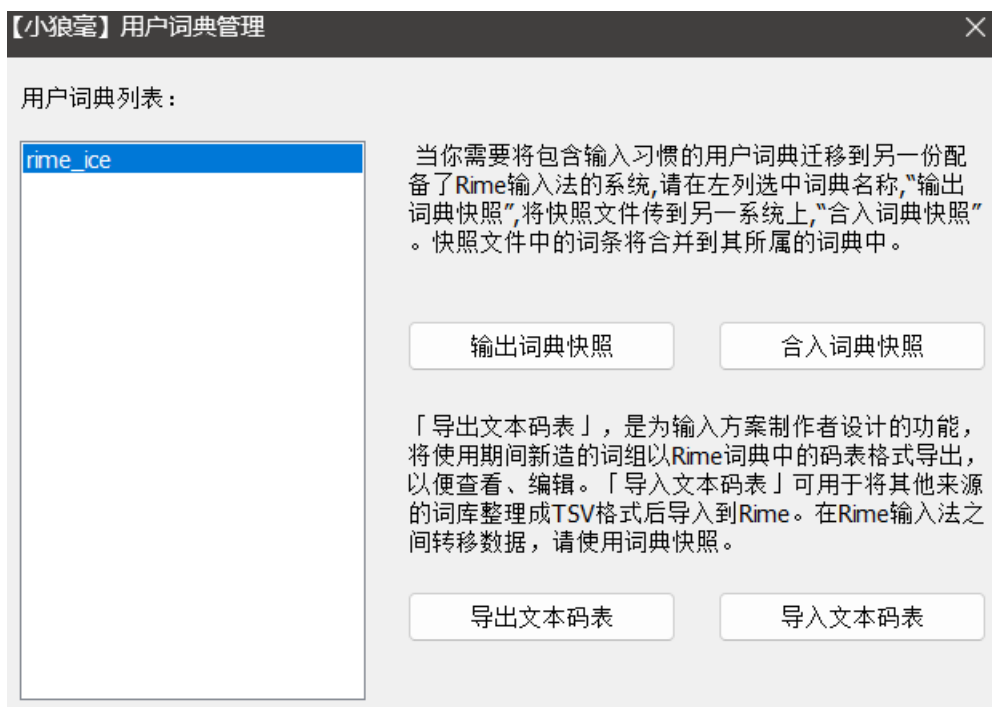 【小狼毫】用户词典管理
用户词典列表：
rime_ice
当你需要将包含输入习惯的用户词典迁移到另一份配
备了Rime输入法的系统,请在左列选中词典名称,“输出
词典快照”,将快照文件传到另一系统上,“合入词典快照”
。快照文件中的词条将合并到其所属的词典中。
输出词典快照
合入词典快照
「导出文本码表」，是为输入方案制作者设计的功能，
将使用期间新造的词组以Rime词典中的码表格式导出，
以便查看、编辑。「导入文本码表」可用于将其他来源
的词库整理成TSV格式后导入到Rime。在Rime输入法之
间转移数据，请使用词典快照。
导出文本码表
导入文本码表